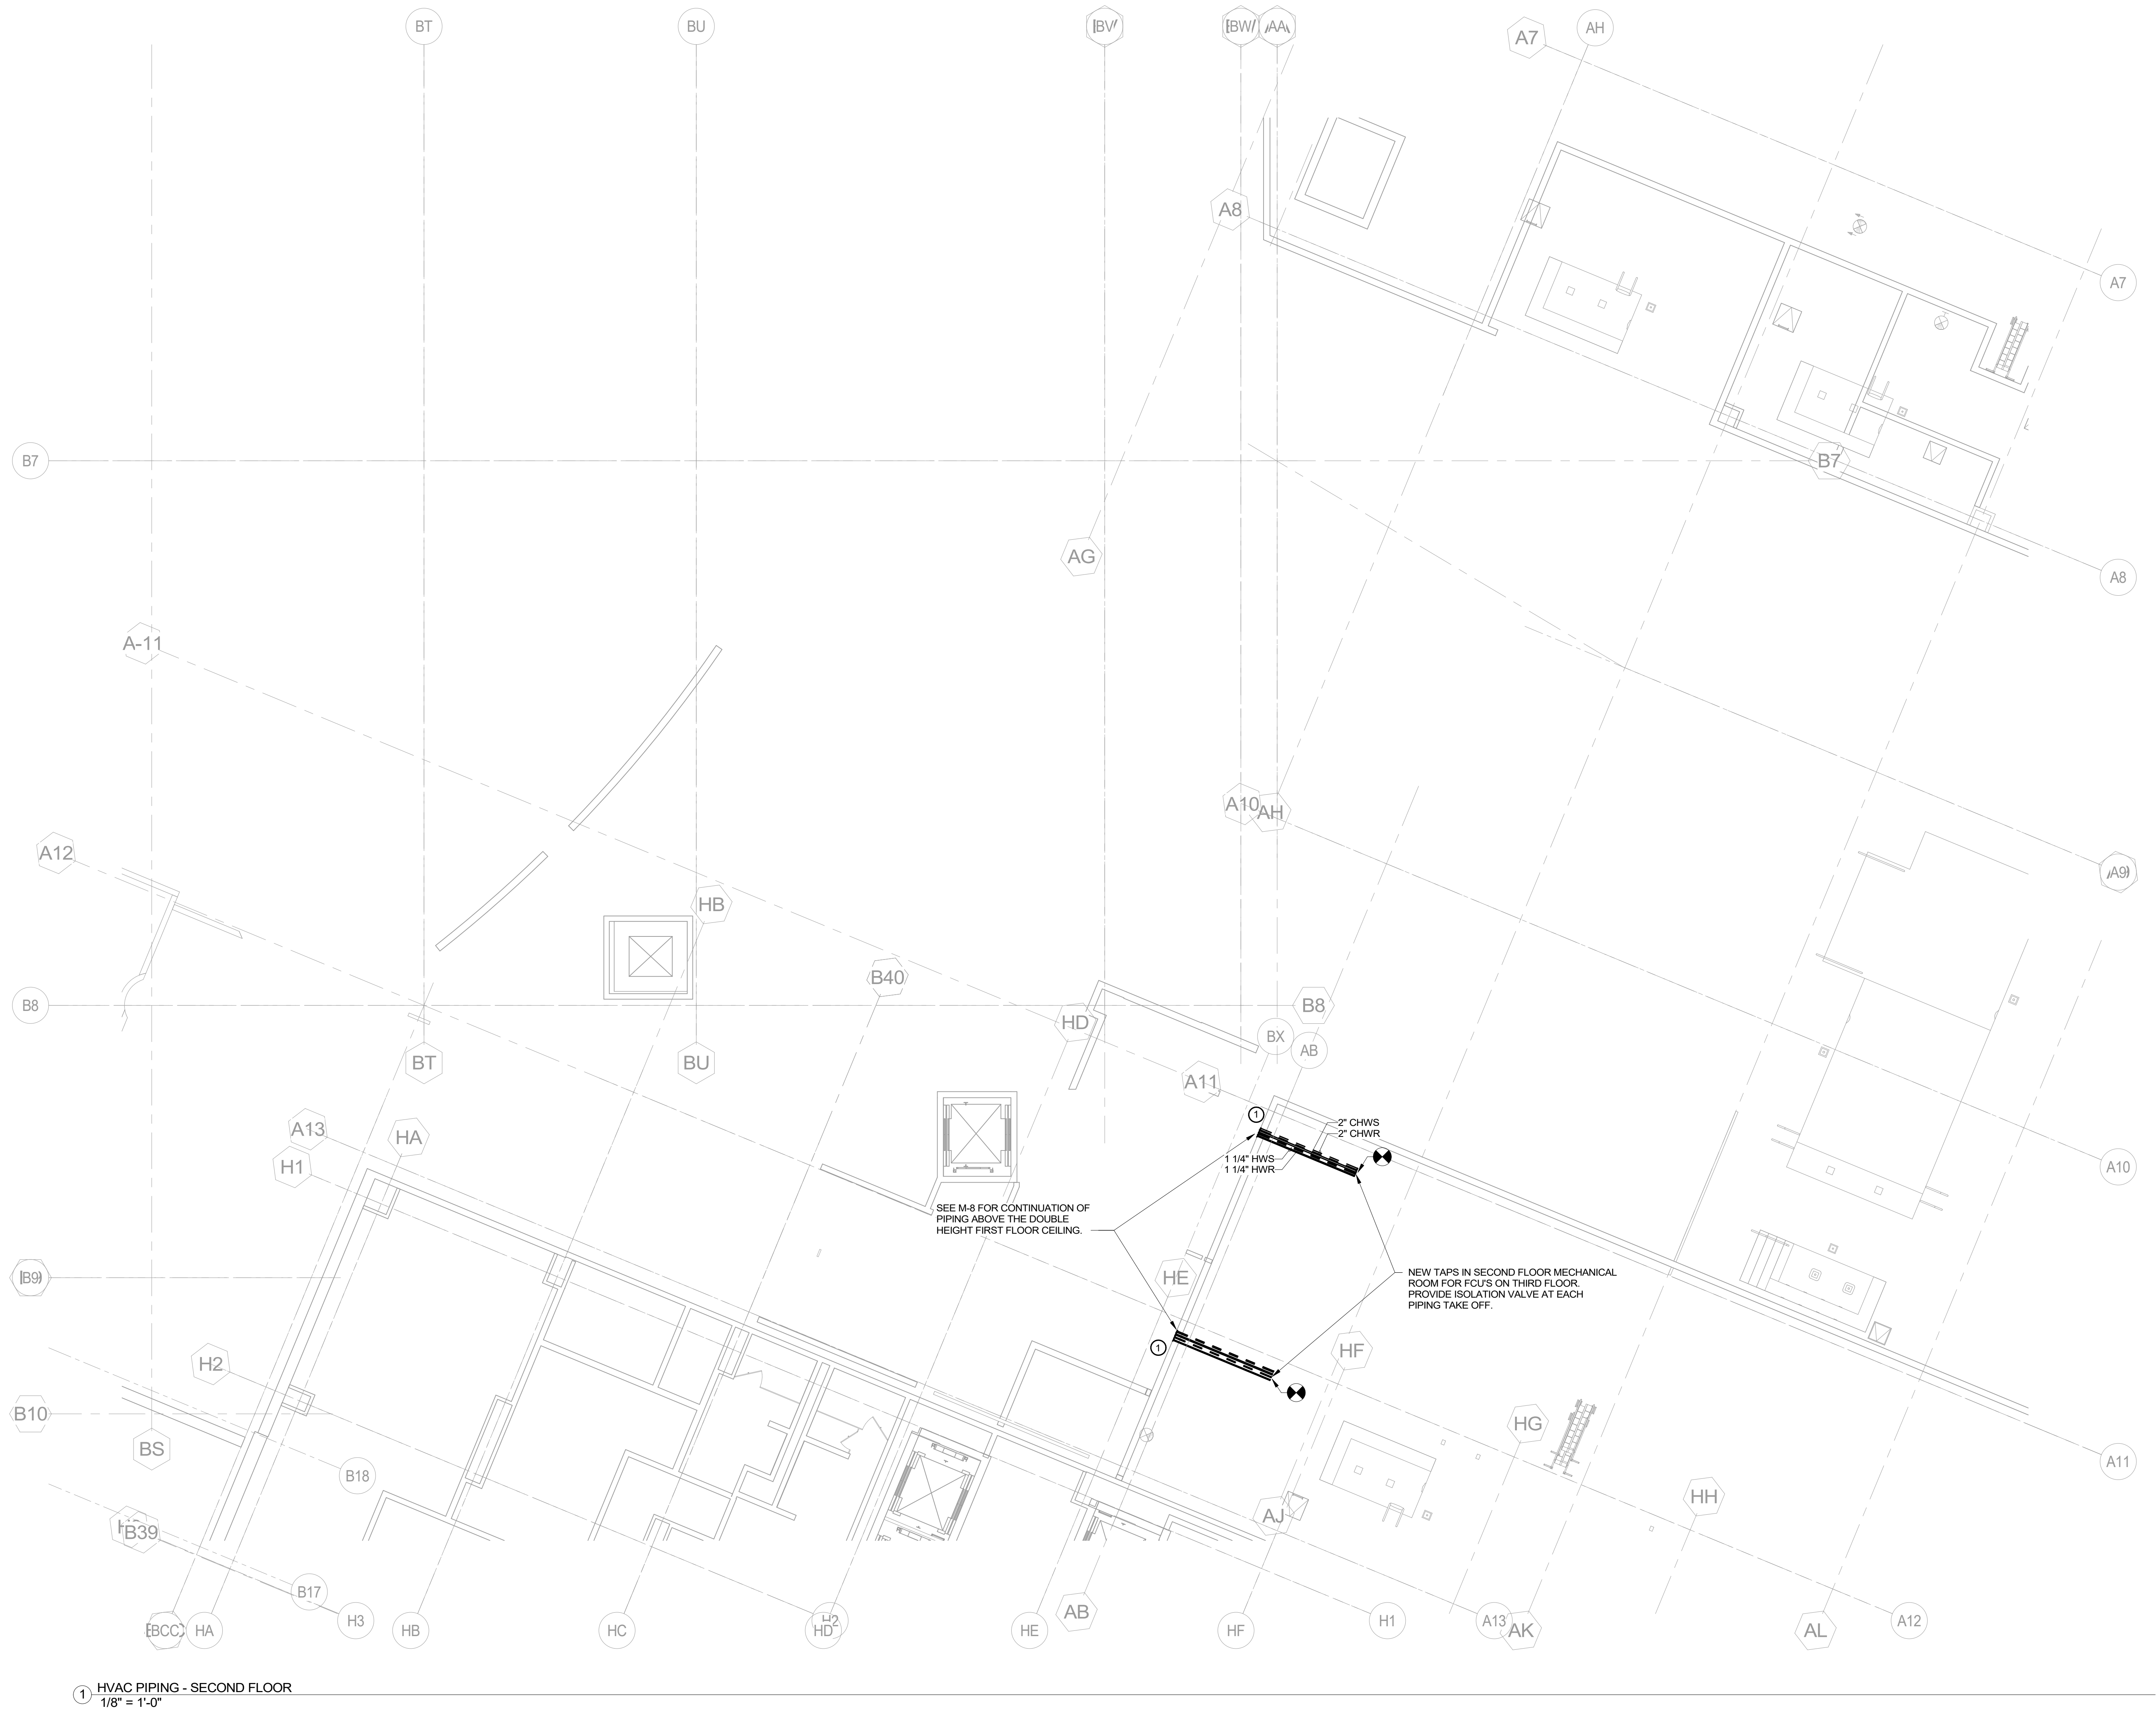 BT
BU
BV
BW
AA
A7
AH
A8
A7
B7
B7
AG
A8
A-11
A10
AH
A12
A9
HB
B40
B8
HD
B8
BX
AB
BT
BU
A11
A13
HA
H1
1
2" CHWS
2" CHWR
1 1/4" HWS
1 1/4" HWR
A10
SEE M-8 FOR CONTINUATION OF
PIPING ABOVE THE DOUBLE
HEIGHT FIRST FLOOR CEILING.
B9
HE
NEW TAPS IN SECOND FLOOR MECHANICAL
ROOM FOR FCU'S ON THIRD FLOOR.
PROVIDE ISOLATION VALVE AT EACH
PIPING TAKE OFF.
1
H2
HF
B10
HG
BS
B18
A11
HH
B39
AJ
B17
H3
AB
H2
H1
A13
A12
BCC
HA
HB
HC
HD
HE
HF
AK
AL
1 HVAC PIPING - SECOND FLOOR
1/8" = 1'-0"